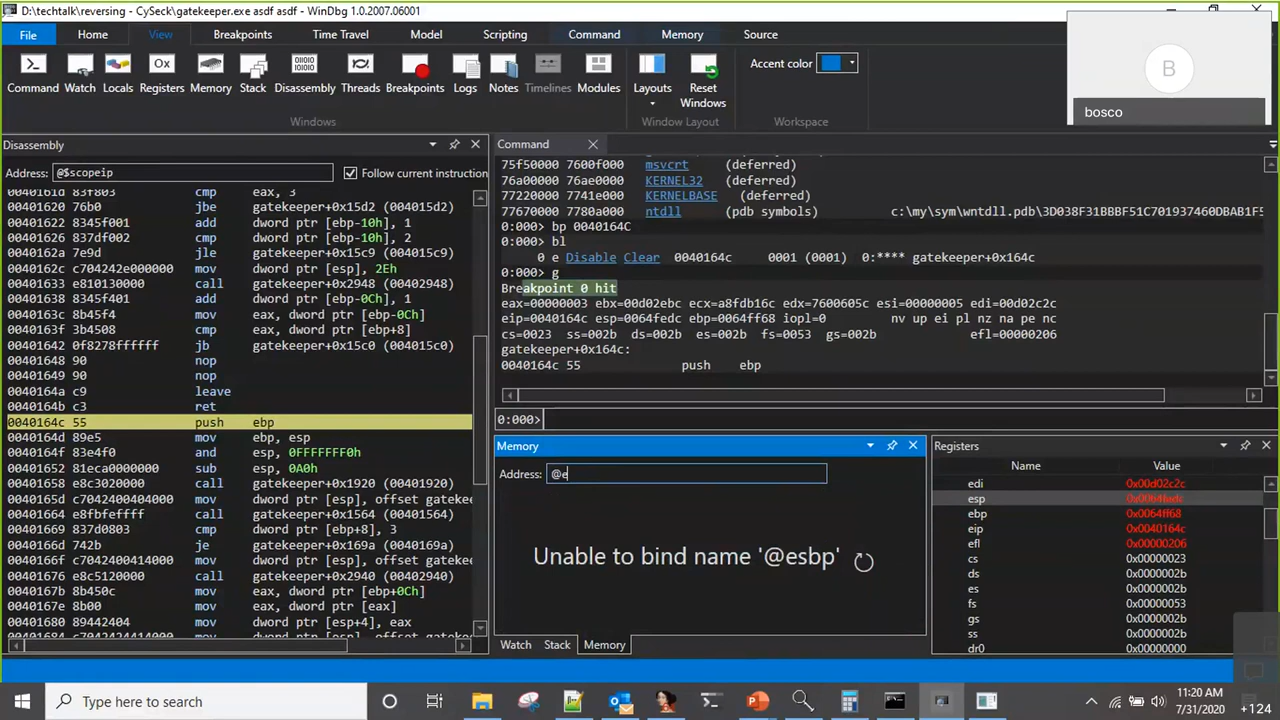 D:\techtalk\reversing - CySeck\gatekeeper.exe asdf asdf - WinDbg 1.0.2007.06001
File Home View Breakpoints Time Travel Model Scripting Command Memory Source
Command Watch Locals Registers Memory Stack Disassembly Threads Breakpoints Logs Notes Timelines Modules Layouts Reset Windows
Accent color
Windows Window Layout Workspace
B
bosco
Disassembly
Address: @$scopeip Follow current instruction
0040161d 83f803 cmp eax, 3
00401620 76b0 jbe gatekeeper+0x15d2 (004015d2)
00401622 8345f001 add dword ptr [ebp-10h], 1
00401626 837df002 cmp dword ptr [ebp-10h], 2
0040162a 7e9d jle gatekeeper+0x15c9 (004015c9)
0040162c c704242e000000 mov dword ptr [esp], 2Eh
00401633 e810130000 call gatekeeper+0x2948 (00402948)
00401638 8345f401 add dword ptr [ebp-0Ch], 1
0040163c 8b45f4 mov eax, dword ptr [ebp-0Ch]
0040163f 3b4508 cmp eax, dword ptr [ebp+8]
00401642 0f8278ffffff jb gatekeeper+0x15c0 (004015c0)
00401648 90 nop
00401649 90 nop
0040164a c9 leave
0040164b c3 ret
0040164c 55 push ebp
0040164d 89e5 mov ebp, esp
0040164f 83e4f0 and esp, 0FFFFFFF0h
00401652 81eca0000000 sub esp, 0A0h
00401658 e8c3020000 call gatekeeper+0x1920 (00401920)
0040165d c7042400404000 mov dword ptr [esp], offset gatek
00401664 e8fbfeffff call gatekeeper+0x1564 (00401564)
00401669 837d0803 cmp dword ptr [ebp+8], 3
0040166d 742b je gatekeeper+0x169a (0040169a)
0040166f c7042414404000 mov dword ptr [esp], offset gatek
00401676 e8c5120000 call gatekeeper+0x2940 (00402940)
0040167b 8b450c mov eax, dword ptr [ebp+0Ch]
0040167e 8b00 mov eax, dword ptr [eax]
00401680 89442404 mov dword ptr [esp+4], eax
Command
75f50000 7600f000 msvcrt (deferred)
76a00000 76ae0000 KERNEL32 (deferred)
77220000 7741e000 KERNELBASE (deferred)
77670000 7780a000 ntdll (pdb symbols) c:\my\sym\wntdll.pdb\3D038F31BBBF51C701937460DBAB1F5
0:000> bp 0040164C
0:000> bl
0 e Disable Clear 0040164c 0001 (0001) 0:**** gatekeeper+0x164c
0:000> g
Breakpoint 0 hit
eax=00000003 ebx=00d02ebc ecx=a8fdb16c edx=7600605c esi=00000005 edi=00d02c2c
eip=0040164c esp=0064fedc ebp=0064ff68 iopl=0 nv up ei pl nz na pe nc
cs=0023 ss=002b ds=002b es=002b fs=0053 gs=002b efl=00000206
gatekeeper+0x164c:
0040164c 55 push ebp
0:000>
Memory
Address: @e
Unable to bind name '@esbp'
Watch Stack Memory
Registers
Name Value
edi 0x00d02c2c
esp 0x0064fedc
ebp 0x0064ff68
eip 0x0040164c
efl 0x00000206
cs 0x00000023
ds 0x0000002b
es 0x0000002b
fs 0x00000053
gs 0x0000002b
ss 0x0000002b
dr0 0x00000000
Type here to search
11:20 AM
7/31/2020
+124